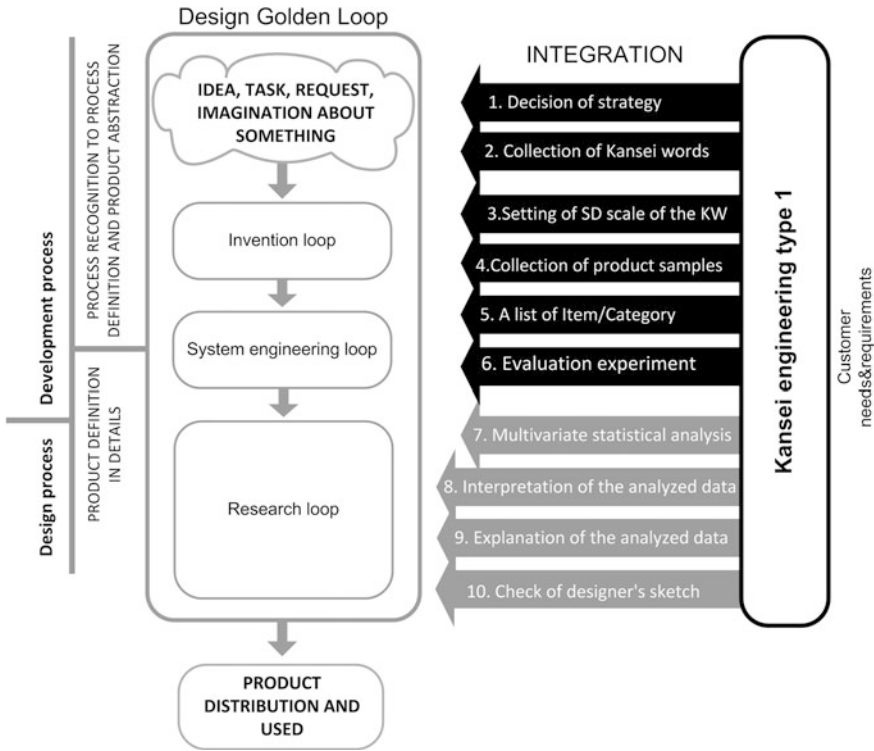 Design Golden Loop
IDEA, TASK, REQUEST,
IMAGINATION ABOUT
SOMETHING
Invention loop
System engineering loop
Research loop
PRODUCT
DISTRIBUTION AND
USED
Development process
Design process
PROCESS RECOGNITION TO PROCESS
DEFINITION AND PRODUCT ABSTRACTION
PRODUCT DEFINITION
IN DETAILS
INTEGRATION
1. Decision of strategy
2. Collection of Kansei words
3.Setting of SD scale of the KW
4.Collection of product samples
5. A list of Item/Category
6. Evaluation experiment
7. Multivariate statistical analysis
8. Interpretation of the analyzed data
9. Explanation of the analyzed data
10. Check of designer's sketch
Kansei engineering type 1
Customer
needs&requirements